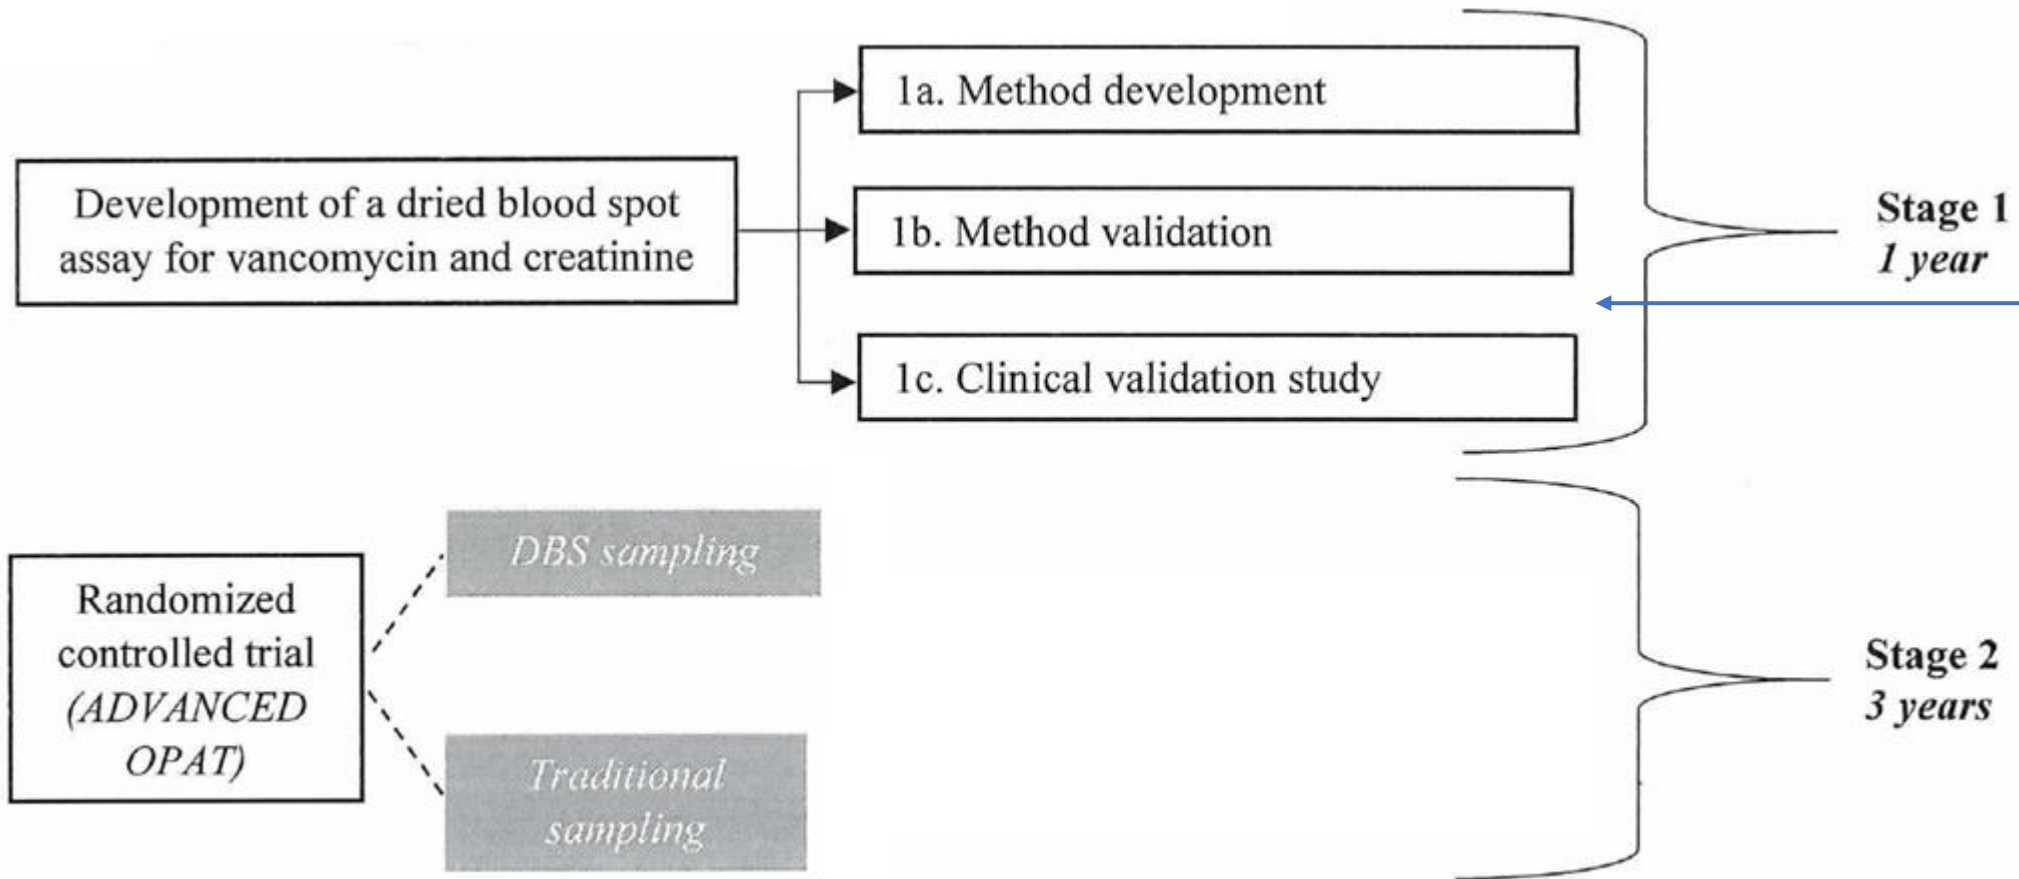 1a. Method development
Development of a dried blood spot
assay for vancomycin and creatinine
1b. Method validation
1c. Clinical validation study
Stage 1
1 year
DBS sampling
Randomized
controlled trial
(ADVANCED
OPAT)
Traditional
sampling
Stage 2
3 years